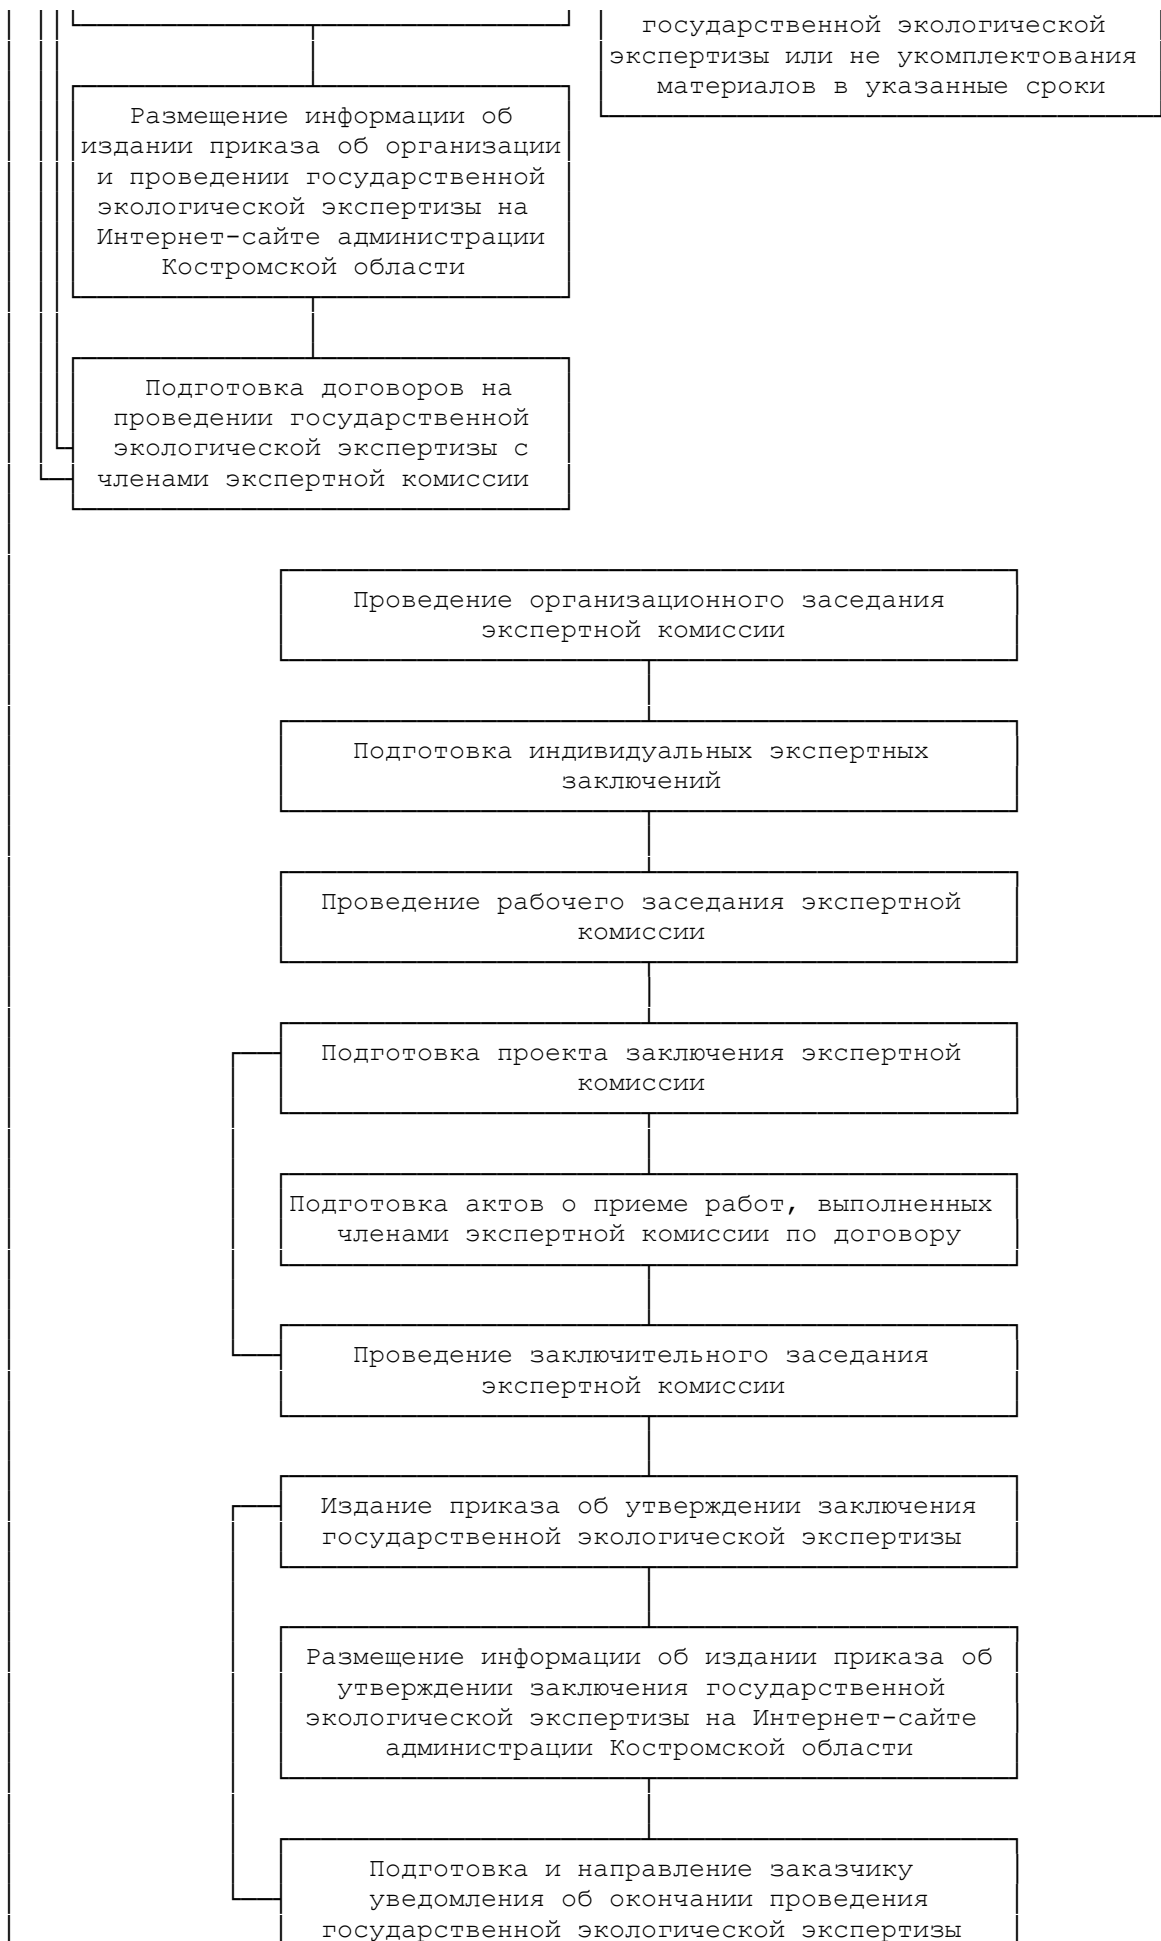 государственной экологической
экспертизы или не укомплектования
материалов в указанные сроки
Размещение информации об
издании приказа об организации
и проведении государственной
экологической экспертизы на
Интернет-сайте администрации
Костромской области
Подготовка договоров на
проведении государственной
экологической экспертизы с
членами экспертной комиссии
Проведение организационного заседания
экспертной комиссии
Подготовка индивидуальных экспертных
заключений
Проведение рабочего заседания экспертной
комиссии
Подготовка проекта заключения экспертной
комиссии
Подготовка актов о приеме работ, выполненных
членами экспертной комиссии по договору
Проведение заключительного заседания
экспертной комиссии
Издание приказа об утверждении заключения
государственной экологической экспертизы
Размещение информации об издании приказа об
утверждении заключения государственной
экологической экспертизы на Интернет-сайте
администрации Костромской области
Подготовка и направление заказчику
уведомления об окончании проведения
государственной экологической экспертизы